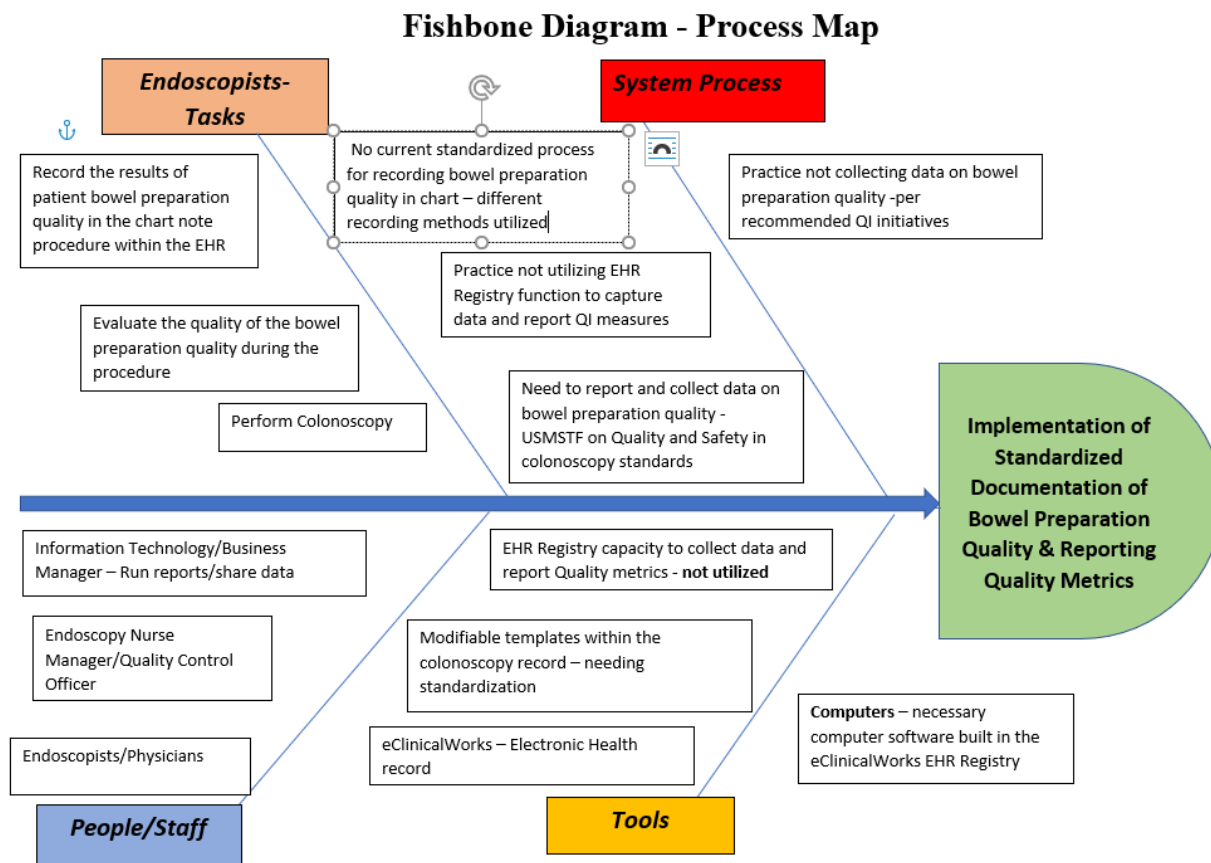 Fishbone Diagram - Process Map
Endoscopists-
Tasks
System Process
Record the results of
patient bowel preparation
quality in the chart note
procedure within the EHR
No current standardized process
for recording bowel preparation
quality in chart – different
recording methods utilized
Practice not collecting data on bowel
preparation quality -per
recommended QI initiatives
Practice not utilizing EHR
Registry function to capture
data and report QI measures
Evaluate the quality of the bowel
preparation quality during the
procedure
Need to report and collect data on
bowel preparation quality -
USMSTF on Quality and Safety in
colonoscopy standards
Perform Colonoscopy
Implementation of
Standardized
Documentation of
Bowel Preparation
Quality & Reporting
Quality Metrics
Information Technology/Business
Manager – Run reports/share data
EHR Registry capacity to collect data and
report Quality metrics - not utilized
Endoscopy Nurse
Manager/Quality Control
Officer
Modifiable templates within the
colonoscopy record – needing
standardization
Computers – necessary
computer software built in the
eClinicalWorks EHR Registry
Endoscopists/Physicians
eClinicalWorks – Electronic Health
record
People/Staff
Tools